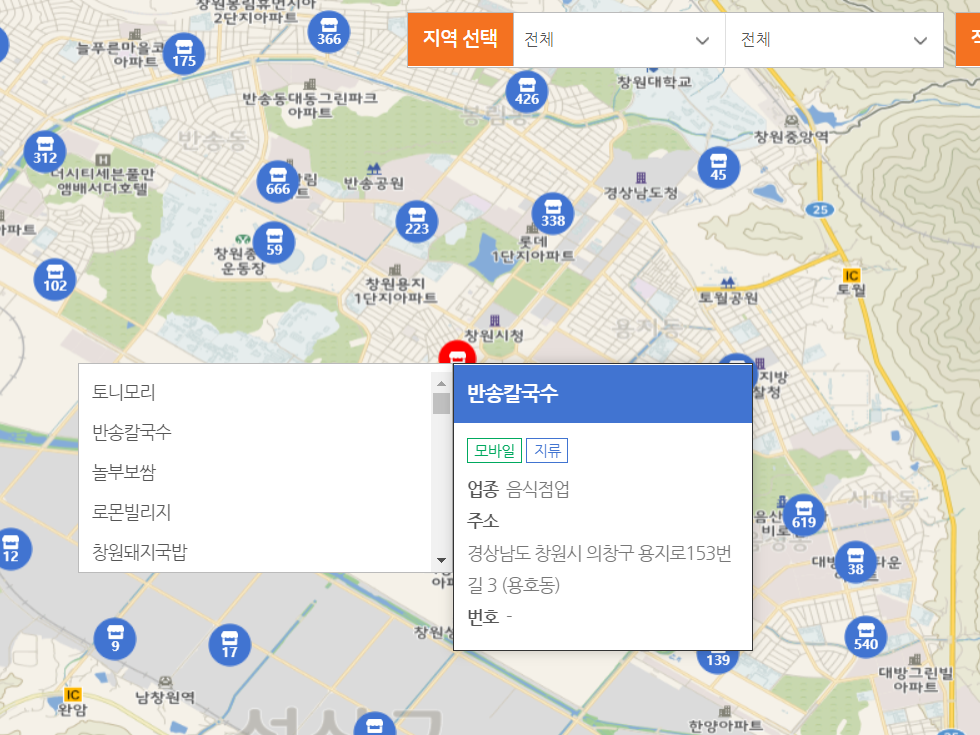 창원봉림휴먼시아
2단지아파트
366
지역 선택
전체
전체
늘푸른마을코
아파트
175
426
창원대학교
반송동대동그린파크
아파트
반송동
봉림동
창원중앙역
312
더시티세븐풀만
앰배서더호텔
666
반송공원
45
경상남도청
25
223
338
롯데
1단지아파트
59
운동장
102
창원용지
1단지아파트
토월공원
IC
토월
창원시청
용지동
토니모리
반송칼국수
놀부보쌈
로몬빌리지
창원돼지국밥
반송칼국수
모바일
지류
업종 음식점업
주소
경상남도 창원시 의창구 용지로153번
길 3 (용호동)
번호 -
사파동
619
12
38
9
17
139
540
대방그린빌
아파트
IC
완암
남창원역
한양아파트